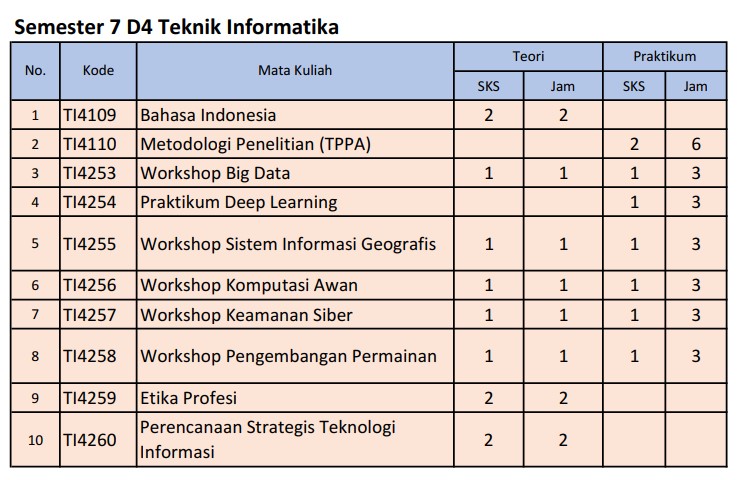 Semester 7 D4 Teknik Informatika
No. Kode Mata Kuliah Teori Praktikum
SKS Jam SKS Jam
1 TI4109 Bahasa Indonesia 2 2
2 TI4110 Metodologi Penelitian (TPPA) 2 6
3 TI4253 Workshop Big Data 1 1 1 3
4 TI4254 Praktikum Deep Learning 1 3
5 TI4255 Workshop Sistem Informasi Geografis 1 1 1 3
6 TI4256 Workshop Komputasi Awan 1 1 1 3
7 TI4257 Workshop Keamanan Siber 1 1 1 3
8 TI4258 Workshop Pengembangan Permainan 1 1 1 3
9 TI4259 Etika Profesi 2 2
10 TI4260 Perencanaan Strategis Teknologi
Informasi 2 2